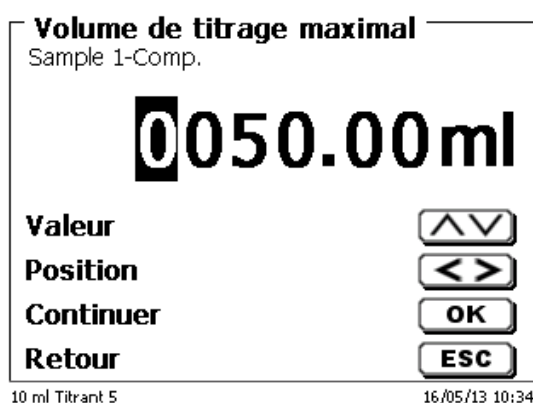 Volume de titrage maximal
Sample 1-Comp.
0050.00ml
Valeur
Position
Continuer OK
Retour ESC
10 ml Titrant 5 16/05/13 10:34